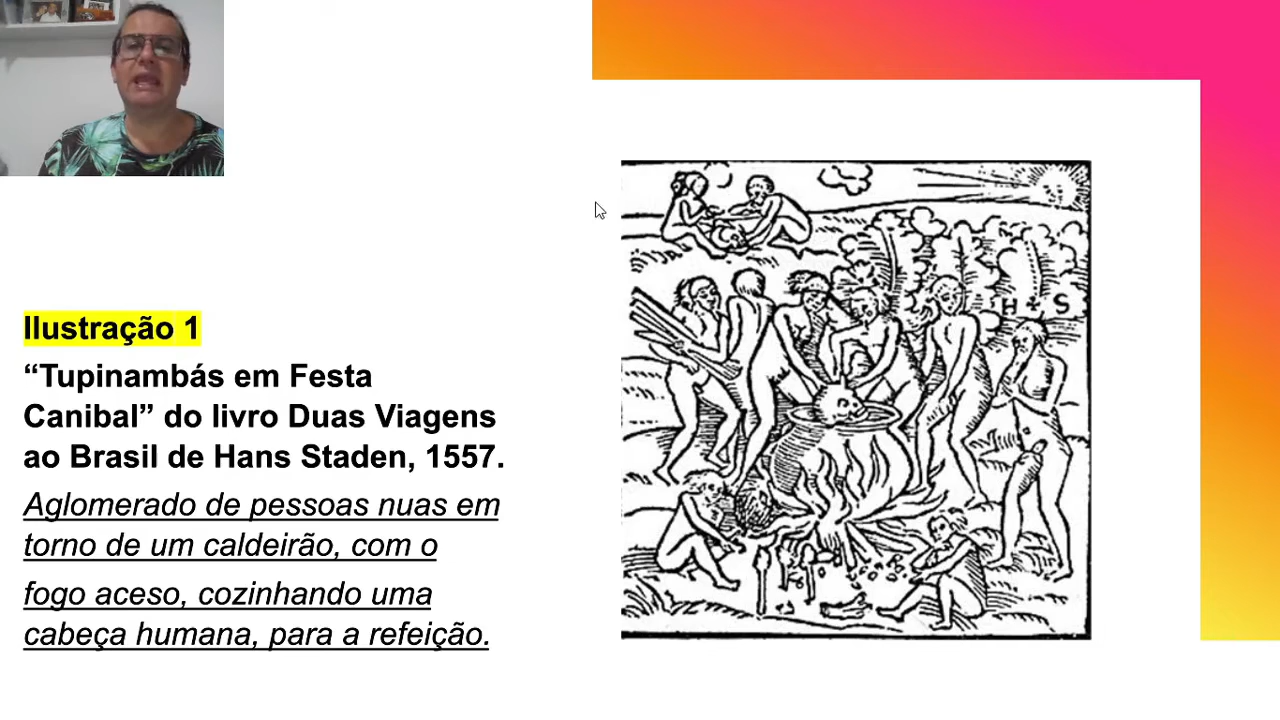 Ilustração 1
“Tupinambás em Festa
Canibal” do livro Duas Viagens
ao Brasil de Hans Staden, 1557.
Aglomerado de pessoas nuas em
torno de um caldeirão, com o
fogo aceso, cozinhando uma
cabeça humana, para a refeição.
H + S